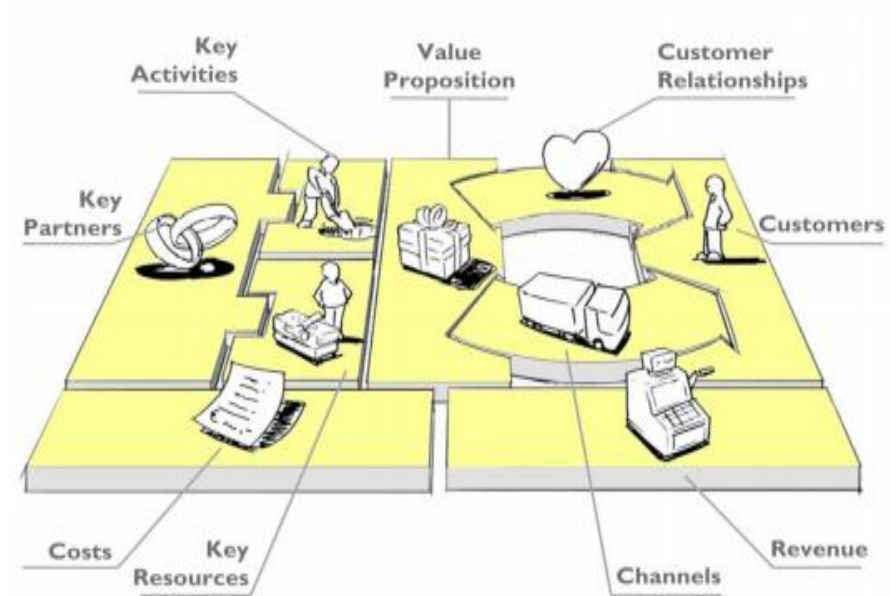 Key
Activities
Value
Proposition
Customer
Relationships
Key
Partners
Customers
Costs
Key
Resources
Channels
Revenue